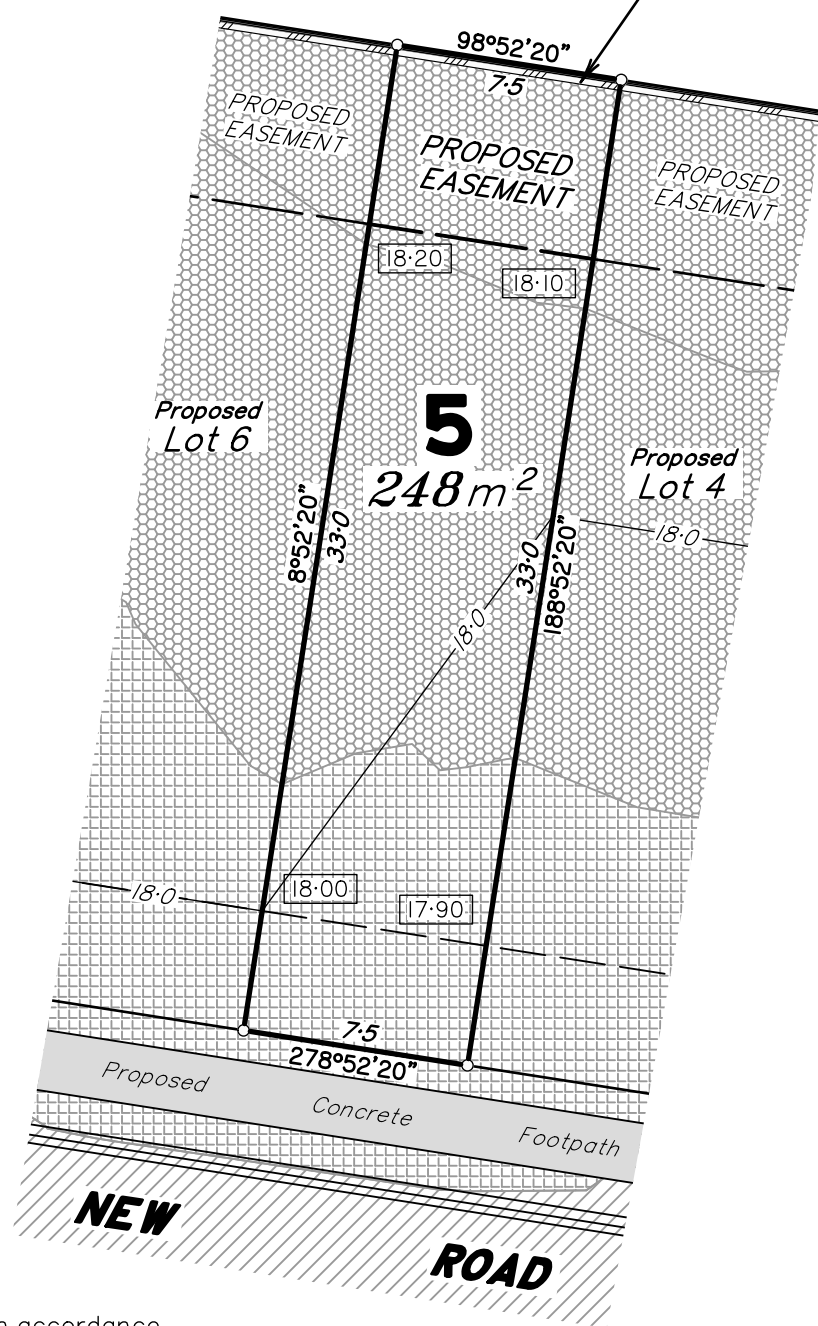 98°52'20"
7·5
PROPOSED
EASEMENT
PROPOSED
EASEMENT
PROPOSED
EASEMENT
18·20
18·10
5
248 m²
Proposed
Lot 6
Proposed
Lot 4
8°52'20"
33·0
33·0
188°52'20"
18·0
18·0
18·0
18·00
17·90
7·5
278°52'20"
Proposed Concrete Footpath
NEW ROAD
accordance